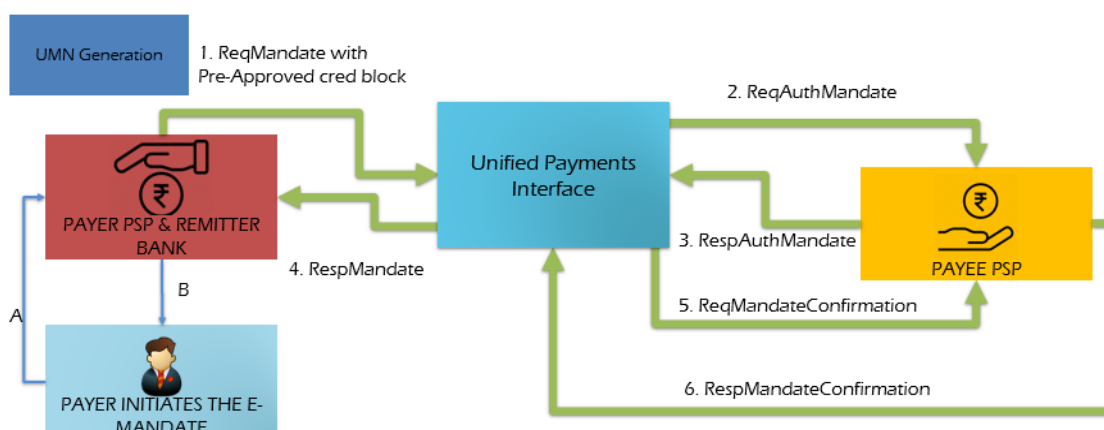 UMN Generation
1. ReqMandate with
Pre-Approved cred block
2. ReqAuthMandate
Unified Payments
Interface
₹
PAYER PSP & REMITTER
BANK
₹
PAYEE PSP
3. RespAuthMandate
4. RespMandate
A
B
5. ReqMandateConfirmation
6. RespMandateConfirmation
PAYER INITIATES THE E-
MANDATE